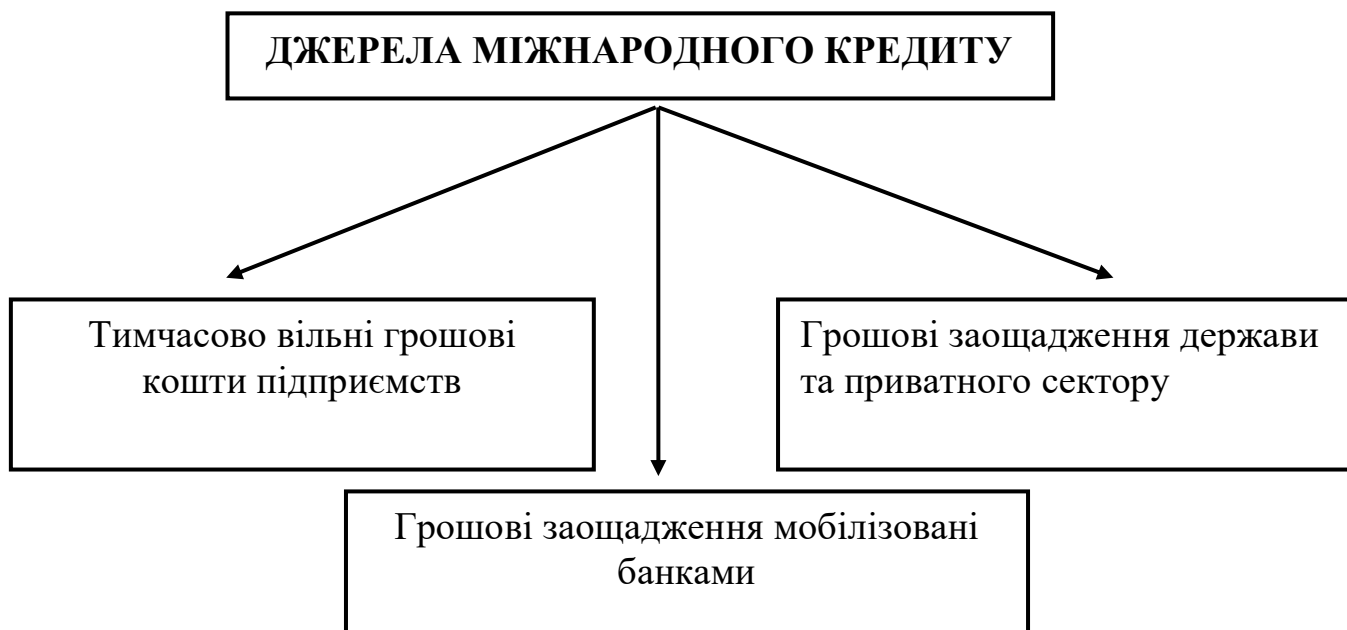 ДЖЕРЕЛА МІЖНАРОДНОГО КРЕДИТУ
Тимчасово вільні грошові
кошти підприємств
Грошові заощадження держави
та приватного сектору
Грошові заощадження мобілізовані
банками